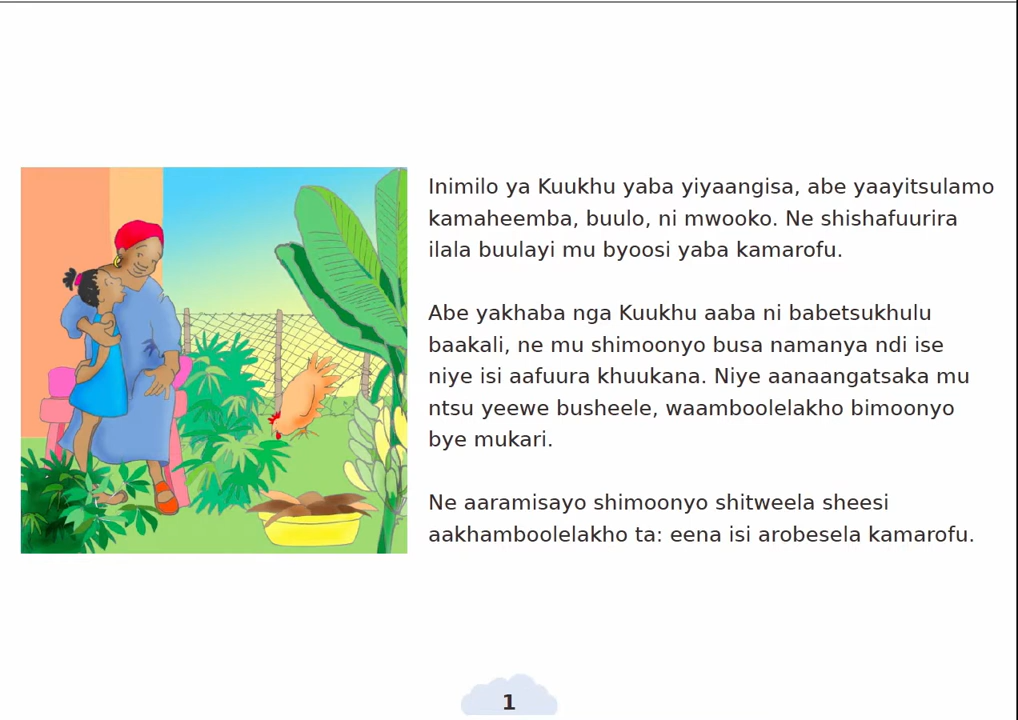 Inimilo ya Kuukhu yaba yiyaangisa, abe yaayitsulamo
kamaheemba, buulo, ni mwooko. Ne shishafuurira
ilala buulayi mu byoosi yaba kamarofu.
Abe yakhaba nga Kuukhu aaba ni babetsukhulu
baakali, ne mu shimoonyo busa namanya ndi ise
niye isi aafuura khuukana. Niye aanaangatsaka mu
ntsu yeewe busheele, waamboolelakho bimoonyo
bye mukari.
Ne aaramisayo shimoonyo shitweela sheesi
aakhamboolelakho ta: eena isi arobesela kamarofu.
1